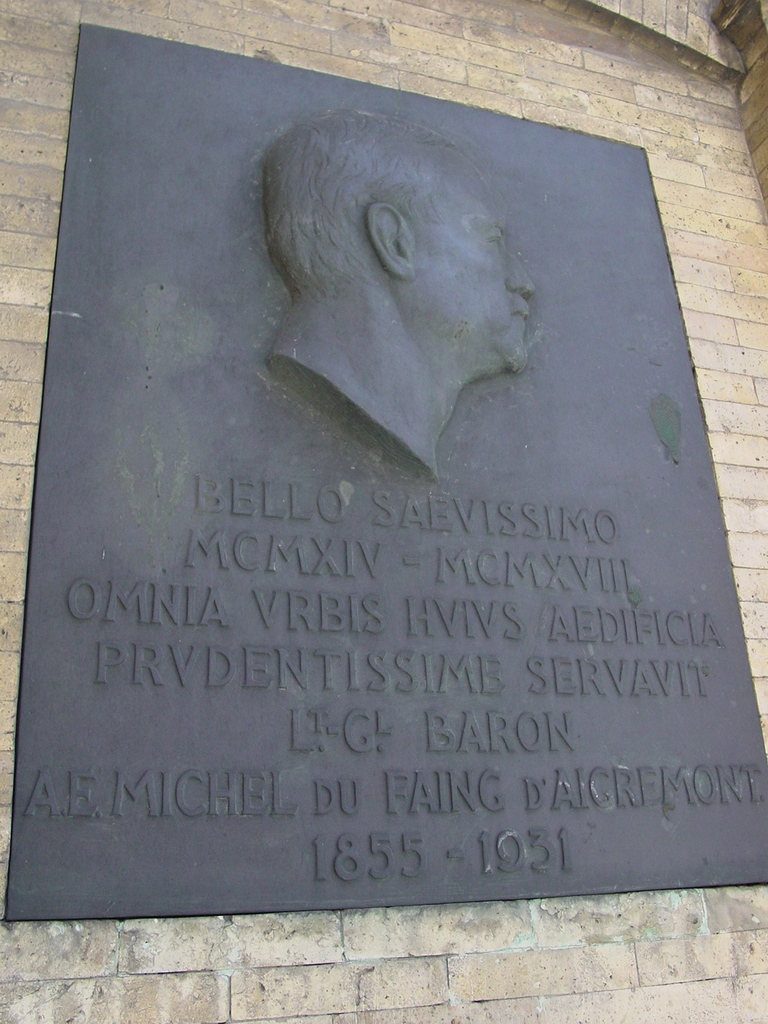 BELLO SAEVISSIMO
MCMXIV - MCMXVIII
OMNIA VRBIS HVIVS AEDIFICIA
PRVDENTISSIME SERVAVIT
LT-GL BARON
A.E. MICHEL DU FAING D'AIGREMONT
1855 - 1931